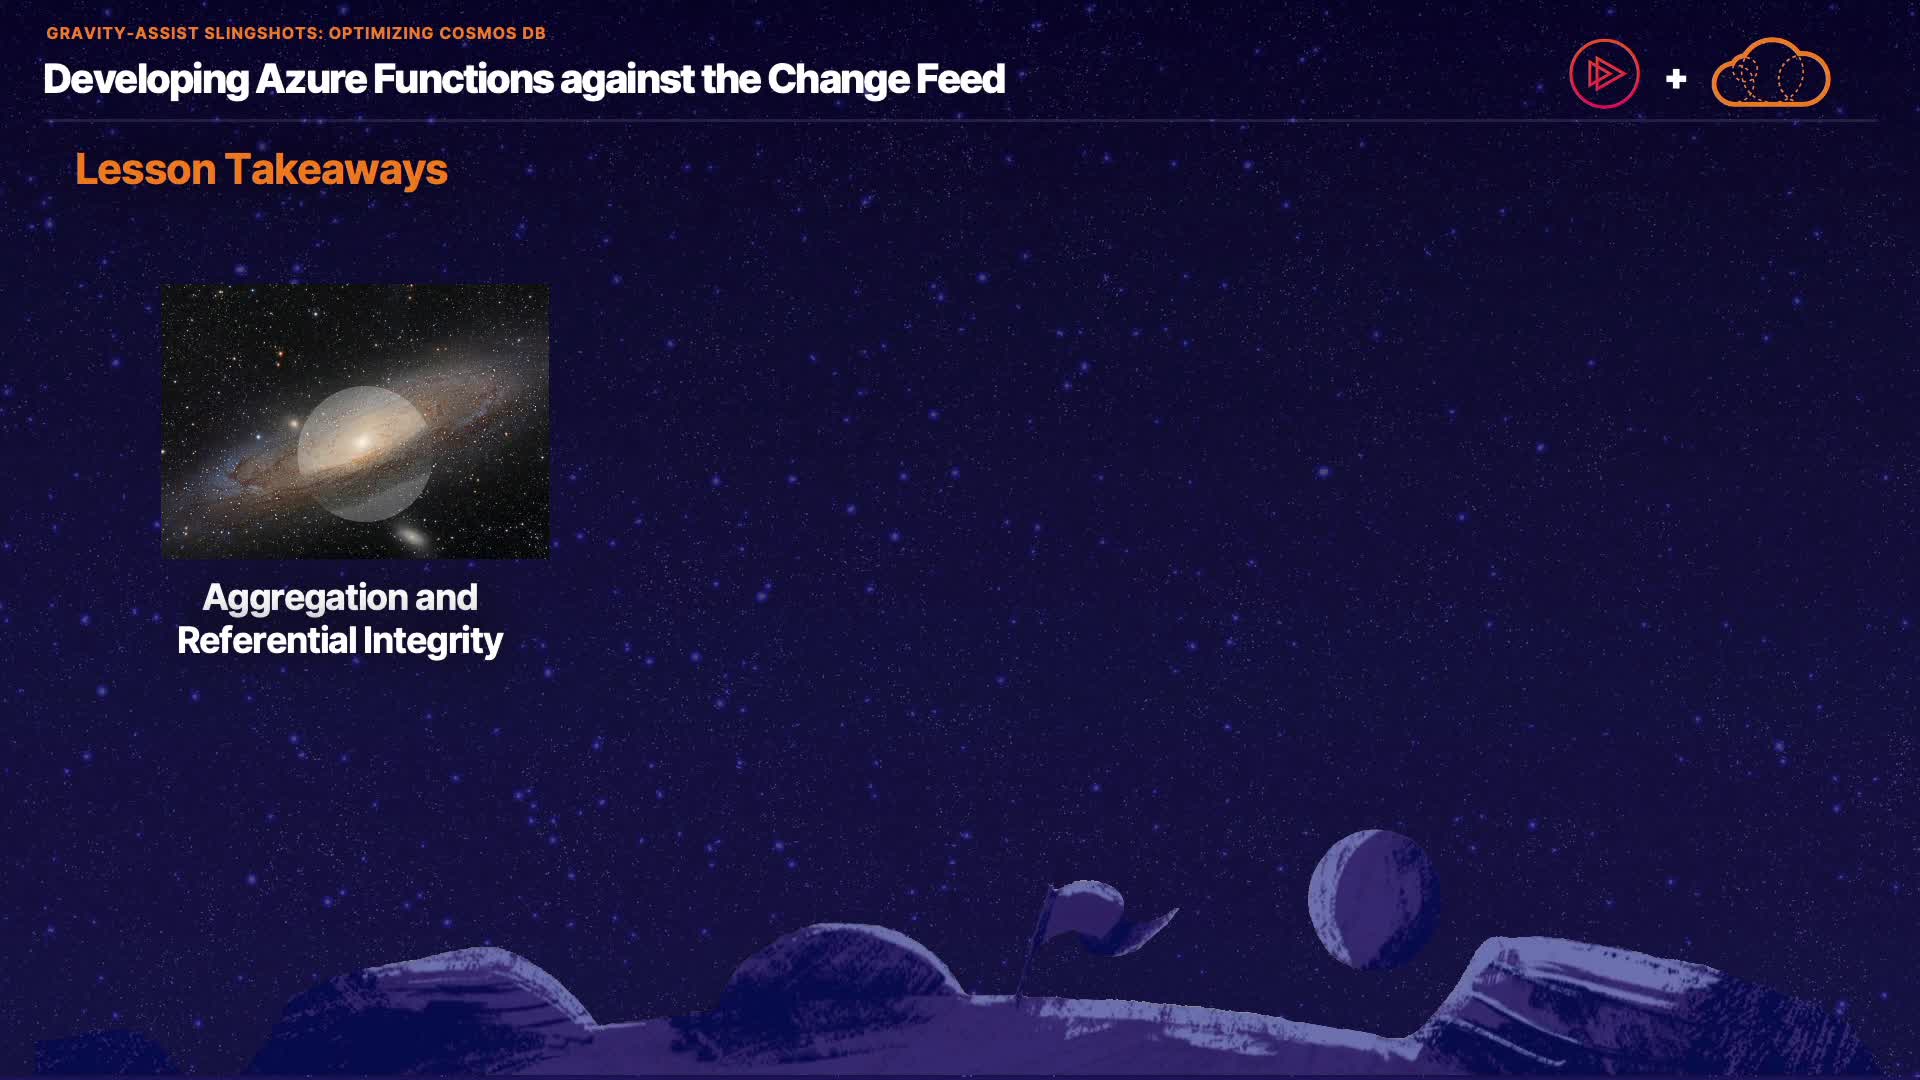 GRAVITY-ASSIST SLINGSHOTS: OPTIMIZING COSMOS DB
Developing Azure Functions against the Change Feed
+
Lesson Takeaways
Aggregation and
Referential Integrity